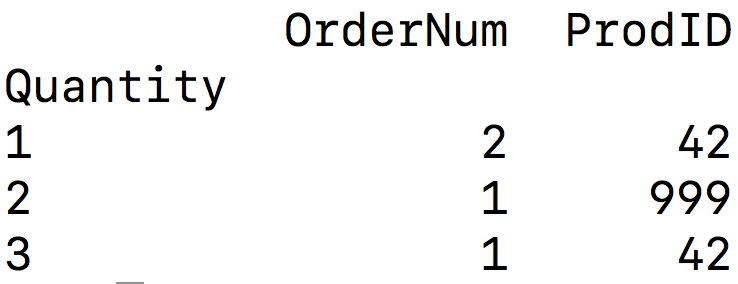 OrderNum ProdID
Quantity
1 2 42
2 1 999
3 1 42